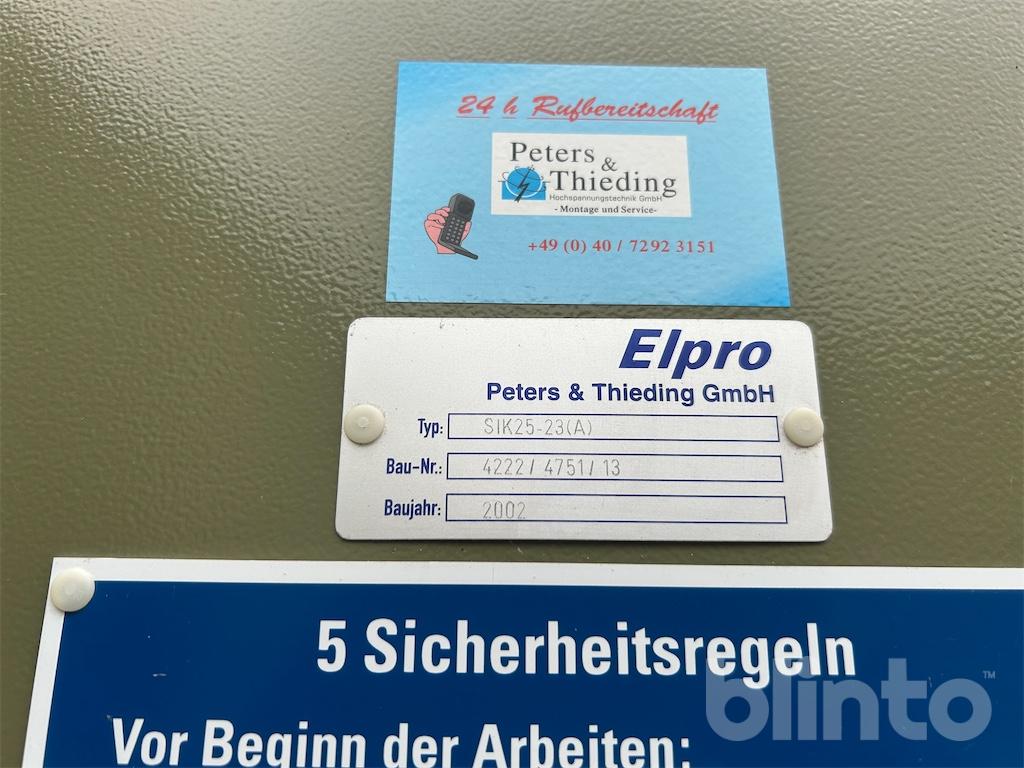 24 h Rufbereitschaft
Peters &
Thieding
Hochspannungstechnik GmbH
- Montage und Service-
+49 (0) 40 / 7292 3151
Elpro
Peters & Thieding GmbH
Typ: SIK25-23(A)
Bau-Nr.: 4222/ 4751/ 13
Baujahr: 2002
5 Sicherheitsregeln
Vor Beginn der Arbeiten:
blinto™